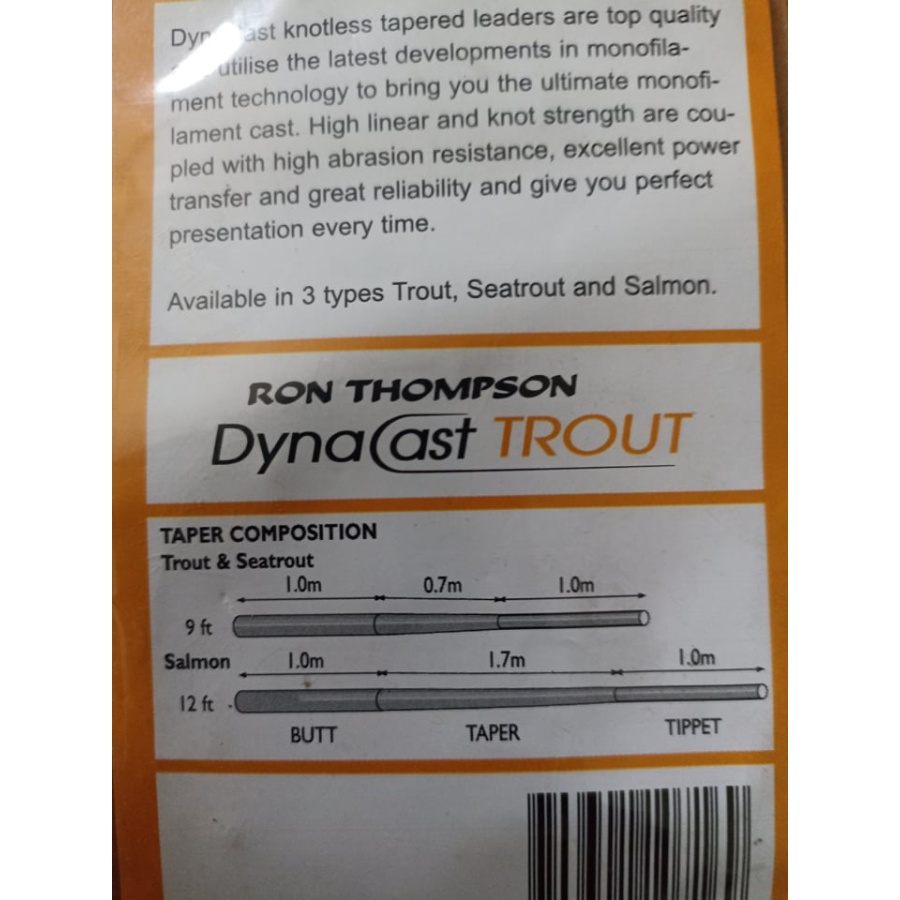 knotless tapered leaders are top quality
utilise the latest developments in monofila-
ment technology to bring you the ultimate monofi-
lament cast. High linear and knot strength are cou-
pled with high abrasion resistance, excellent power
transfer and great reliability and give you perfect
presentation every time.
Available in 3 types Trout, Seatrout and Salmon.
RON THOMPSON
DynaCast TROUT
TAPER COMPOSITION
Trout & Seatrout
1.0m 0.7m 1.0m
9 ft
Salmon 1.0m 1.7m 1.0m
12 ft
BUTT TAPER TIPPET